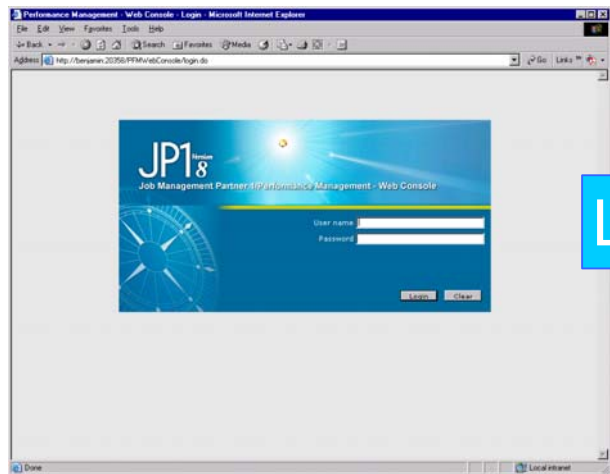 Performance Management - Web Console - Login - Microsoft Internet Explorer
File Edit View Favorites Tools Help
Back Search Favorites Media
Address http://benjamin:20358/PFMWebConsole/login.do Go Links
JP1 Version 8
Job Management Partner 1/Performance Management - Web Console
User name
Password
Login Clear
L
Done Local intranet